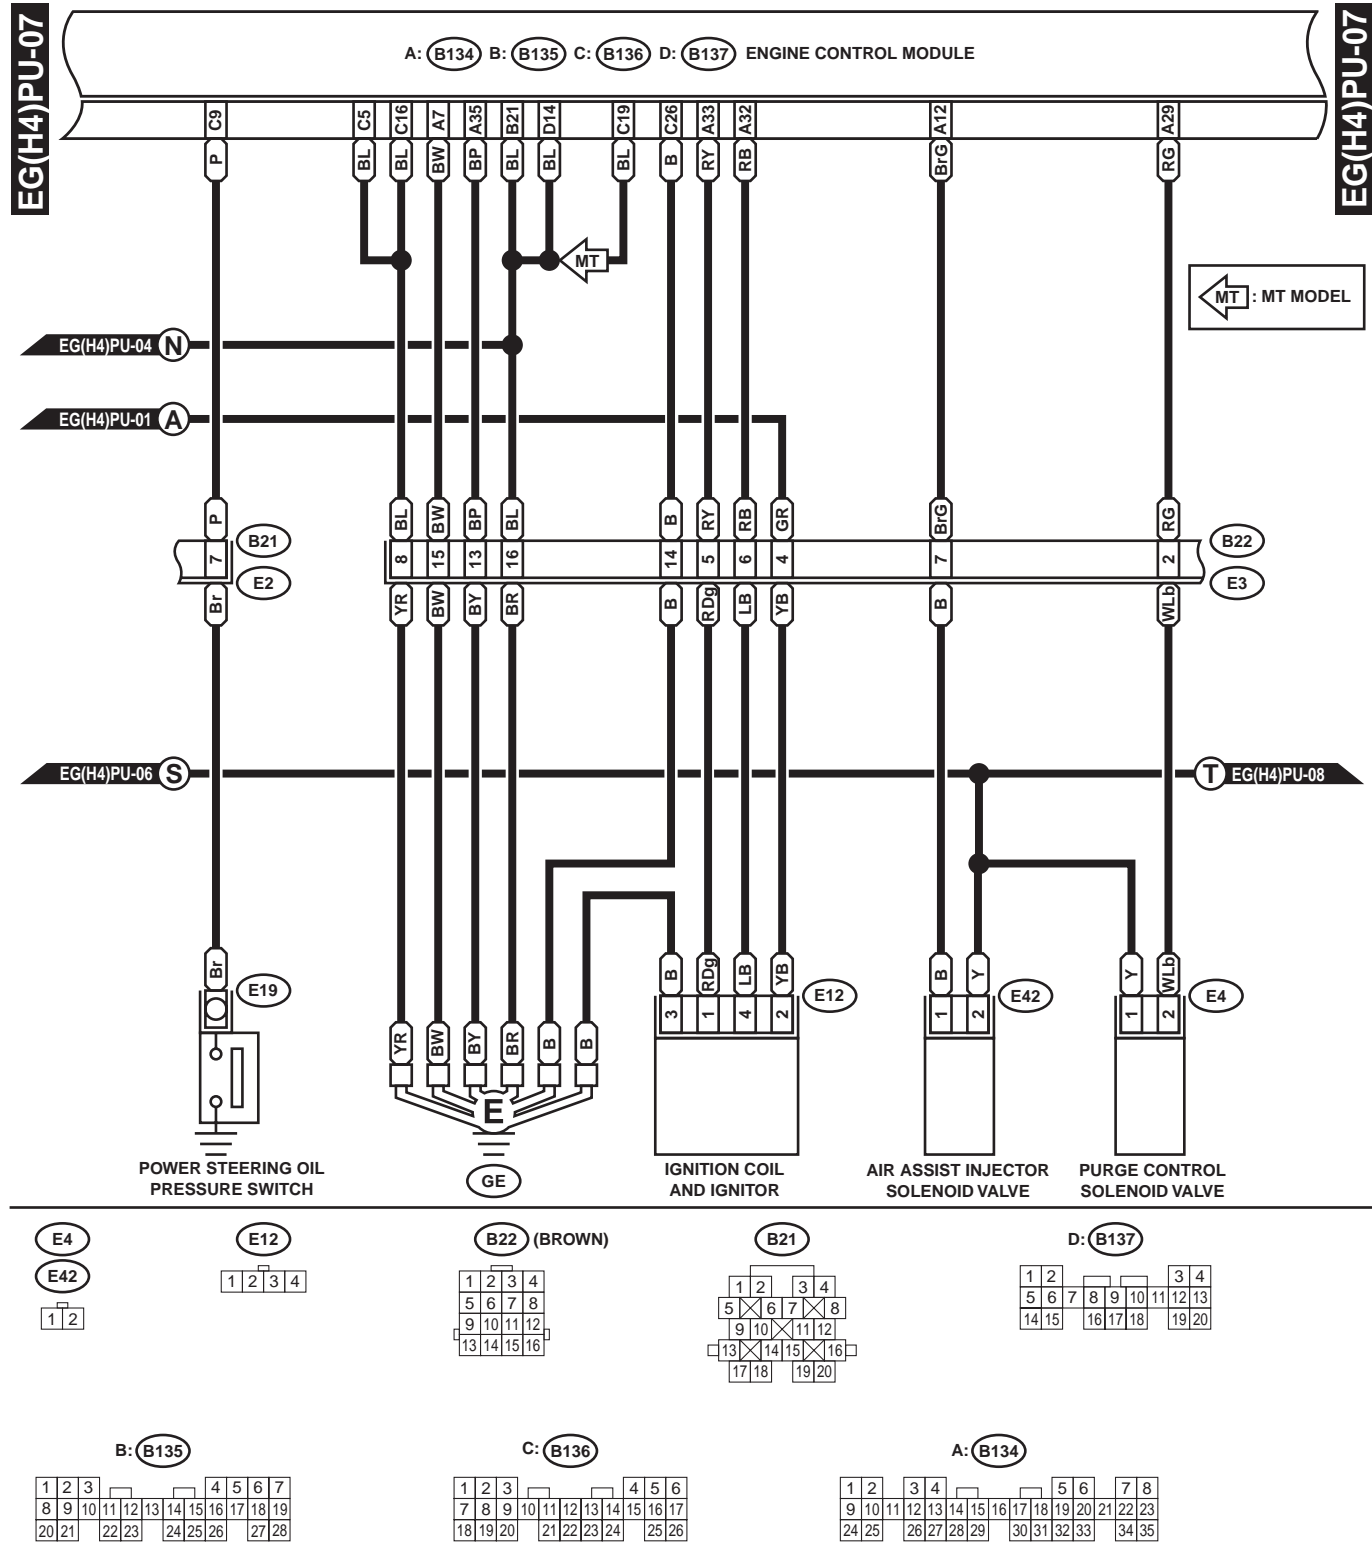 EG(H4)PU-07
EG(H4)PU-07
A: B134 B: B135 C: B136 D: B137 ENGINE CONTROL MODULE
C9 C5 C16 A7 A35 B21 D14 C19 C26 A33 A32 A12 A29
P BL BL BW BP BL BL BL B RY RB BrG RG
MT
MT : MT MODEL
EG(H4)PU-04 N
EG(H4)PU-01 A
P BL BW BP BL B RY RB GR BrG RG
7 B21 8 15 13 16 14 5 6 4 7 2 B22
E2 E3
Br YR BW BY BR B RDg LB YB B WLb
EG(H4)PU-06 S T EG(H4)PU-08
Br B RDg LB YB B Y Y WLb
E19 3 1 4 2 E12 1 2 E42 1 2 E4
YR BW BY BR B B
E
GE
POWER STEERING OIL
PRESSURE SWITCH
IGNITION COIL
AND IGNITOR
AIR ASSIST INJECTOR
SOLENOID VALVE
PURGE CONTROL
SOLENOID VALVE
E4
E42
1 2
E12
1 2 3 4
B22 (BROWN)
1 2 3 4
5 6 7 8
9 10 11 12
13 14 15 16
B21
1 2 3 4
5 6 7 8
9 10 11 12
13 14 15 16
17 18 19 20
D: B137
1 2 3 4
5 6 7 8 9 10 11 12 13
14 15 16 17 18 19 20
B: B135
1 2 3 4 5 6 7
8 9 10 11 12 13 14 15 16 17 18 19
20 21 22 23 24 25 26 27 28
C: B136
1 2 3 4 5 6
7 8 9 10 11 12 13 14 15 16 17
18 19 20 21 22 23 24 25 26
A: B134
1 2 3 4 5 6 7 8
9 10 11 12 13 14 15 16 17 18 19 20 21 22 23
24 25 26 27 28 29 30 31 32 33 34 35